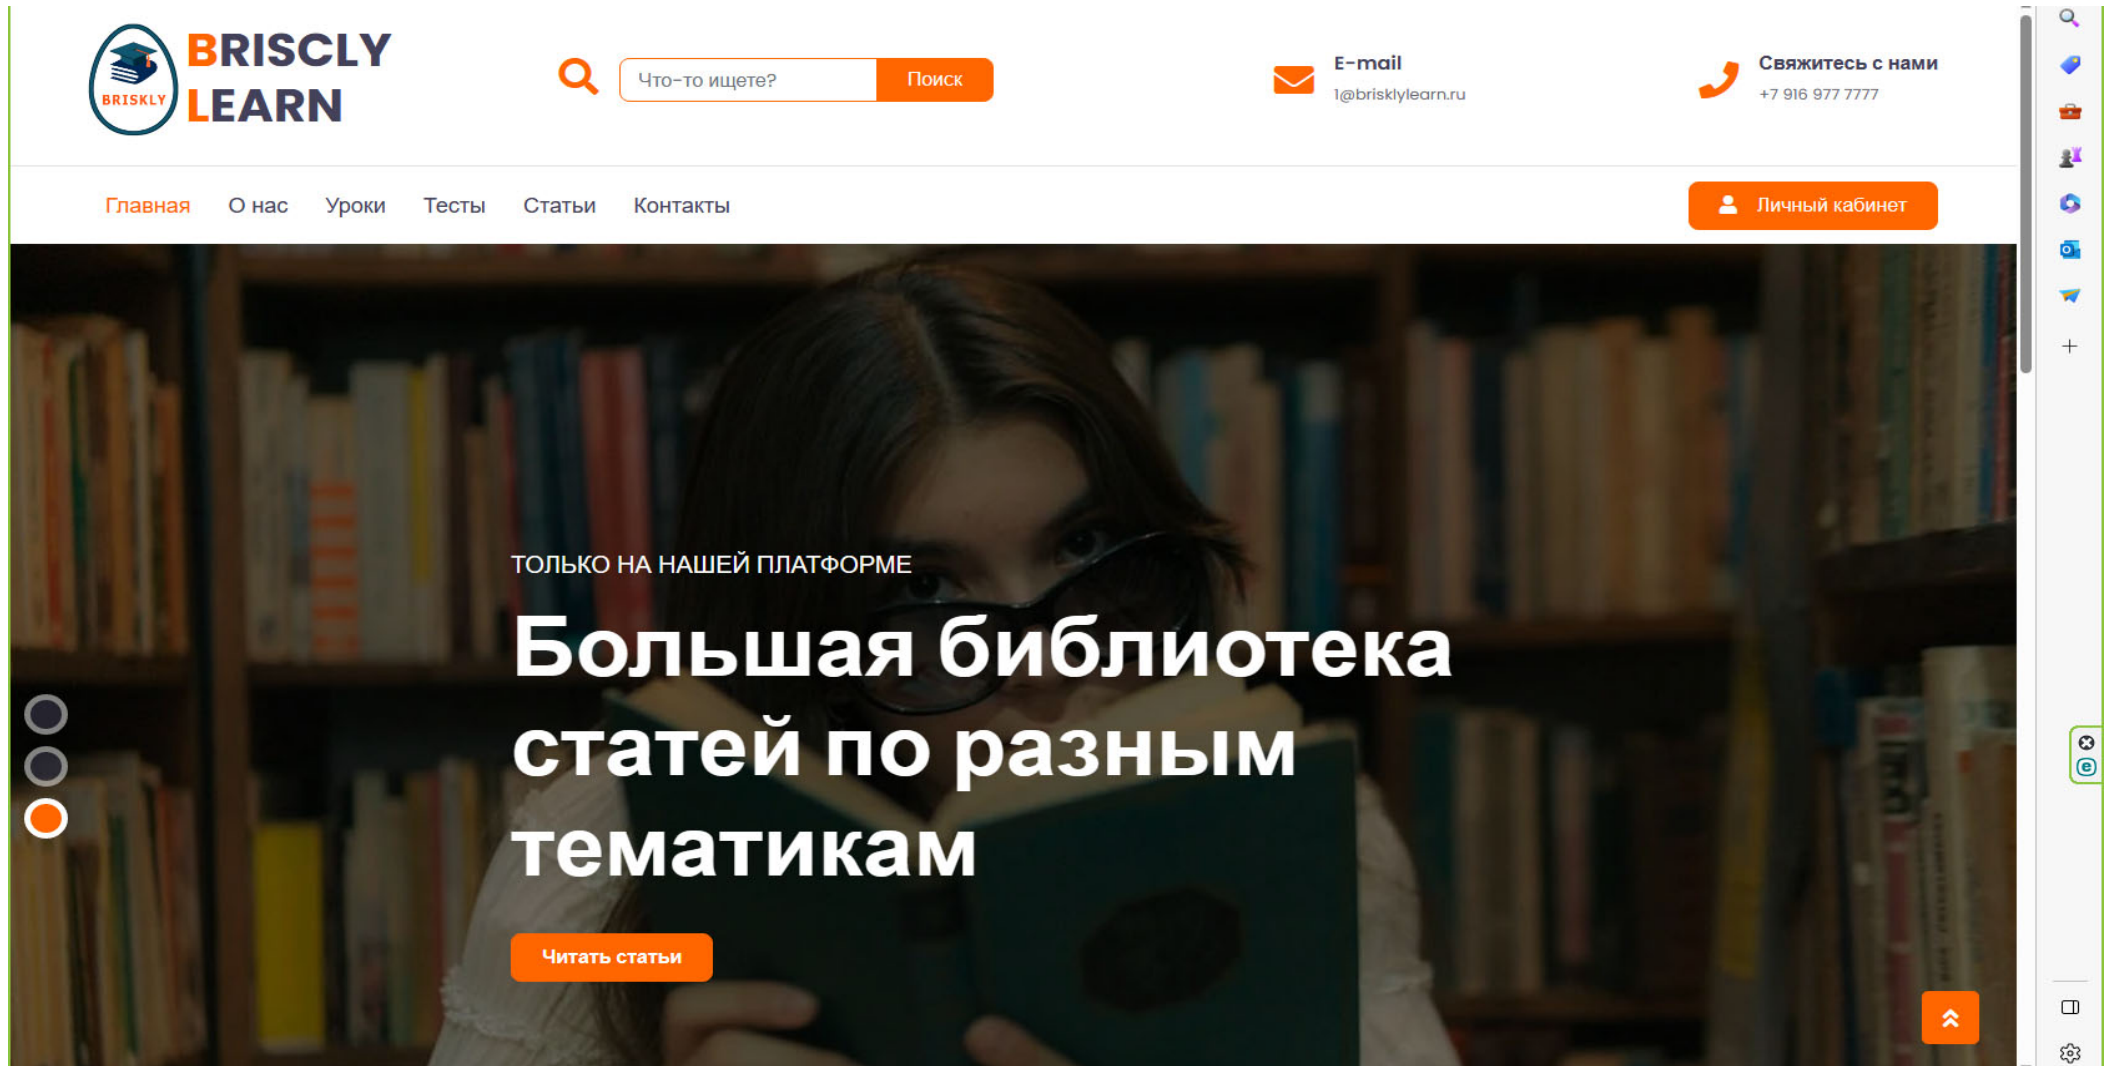 BRISKLY
BRISCLY
LEARN
Что-то ищете?
Поиск
E-mail
1@brisklylearn.ru
Свяжитесь с нами
+7 916 977 7777
Главная
О нас
Уроки
Тесты
Статьи
Контакты
Личный кабинет
ТОЛЬКО НА НАШЕЙ ПЛАТФОРМЕ
Большая библиотека
статей по разным
тематикам
Читать статьи